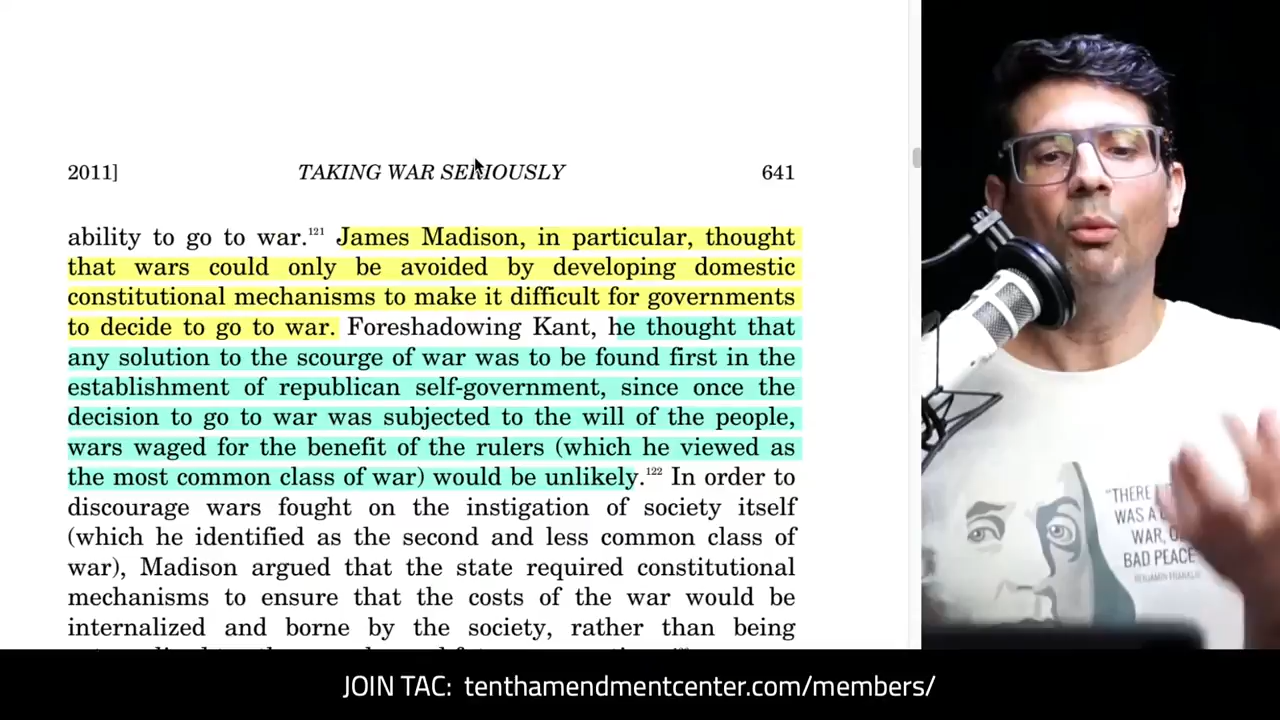 2011] TAKING WAR SERIOUSLY 641
ability to go to war.121 James Madison, in particular, thought
that wars could only be avoided by developing domestic
constitutional mechanisms to make it difficult for governments
to decide to go to war. Foreshadowing Kant, he thought that
any solution to the scourge of war was to be found first in the
establishment of republican self-government, since once the
decision to go to war was subjected to the will of the people,
wars waged for the benefit of the rulers (which he viewed as
the most common class of war) would be unlikely.122 In order to
discourage wars fought on the instigation of society itself
(which he identified as the second and less common class of
war), Madison argued that the state required constitutional
mechanisms to ensure that the costs of the war would be
internalized and borne by the society, rather than being
"THERE
WAS A
WAR, O
BAD PEACE
BENJAMIN FRANKLIN
JOIN TAC: tenthamendmentcenter.com/members/